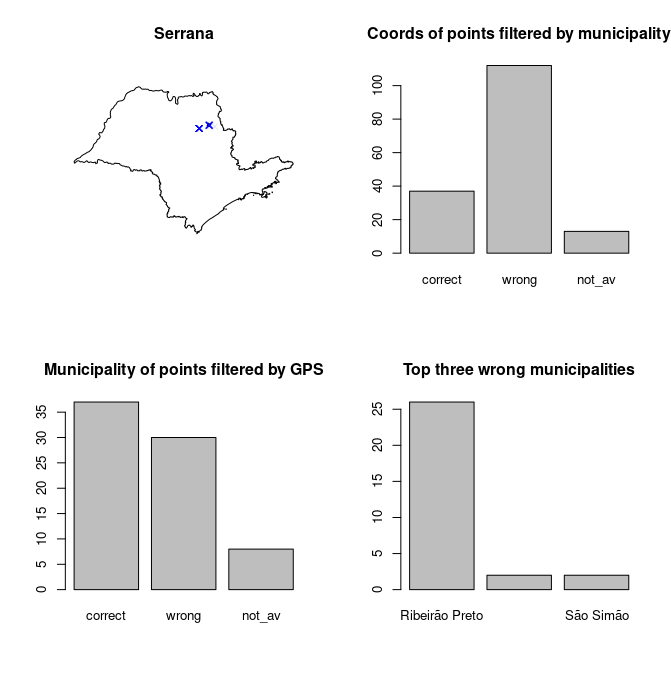 Serrana
Coords of points filtered by municipality
0
20
40
60
80
100
correct
wrong
not_av
Municipality of points filtered by GPS
0
5
10
15
20
25
30
35
correct
wrong
not_av
Top three wrong municipalities
0
5
10
15
20
25
Ribeirão Preto
São Simão